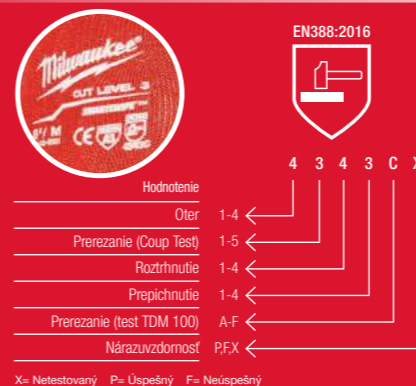 Milwaukee
CUT LEVEL 3
8 / M
CE
EN388:2016
4 3 4 3 C X
Hodnotenie
Oter 1-4
Prerezanie (Coup Test) 1-5
Roztrhnutie 1-4
Prepichnutie 1-4
Prerezanie (test TDM 100) A-F
Nárazuvzdornosť P,F,X
X= Netestovaný P= Úspešný F= Neúspešný